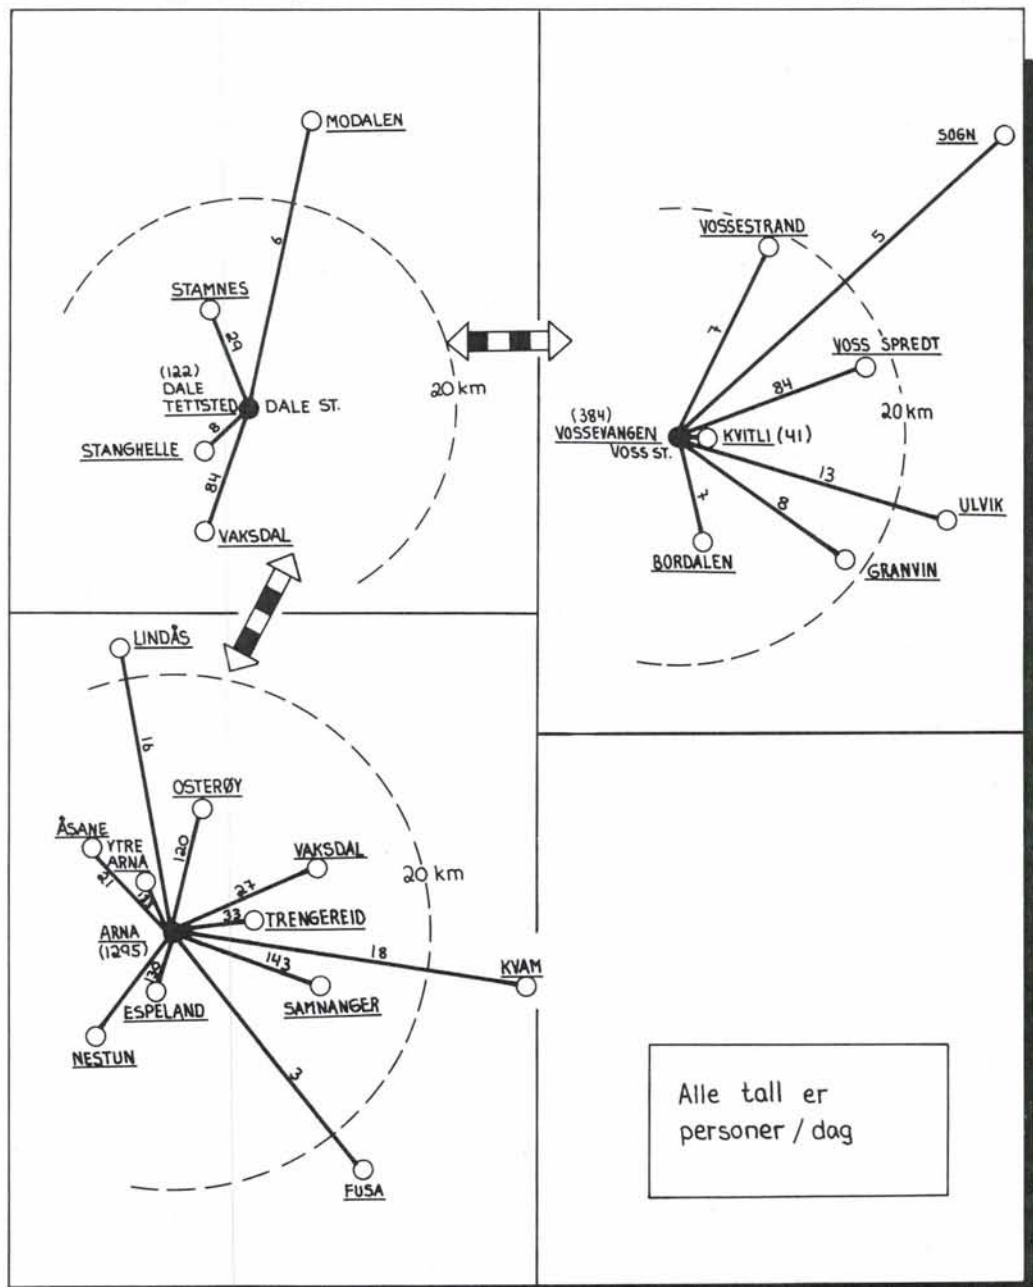 MODALEN
6
STAMNES
29
(122)
DALE
TETTSTED
DALE ST.
8
STANGHELLE
84
VAKSDAL
20 km
SOGN
5
VOSSESTRAND
7
VOSS SPREDT
84
20 km
(384)
VOSSEVANGEN
VOSS ST.
KVITLI (41)
13
ULVIK
7
8
BORDALEN
GRANVIN
LINDÅS
16
OSTERØY
120
ÅSANE
21
YTRE
ARNA
VAKSDAL
27
20 km
33
TRENGEREID
ARNA
(1295)
143
18
KVAM
130
ESPELAND
SAMNANGER
NESTUN
3
FUSA
Alle tall er
personer / dag